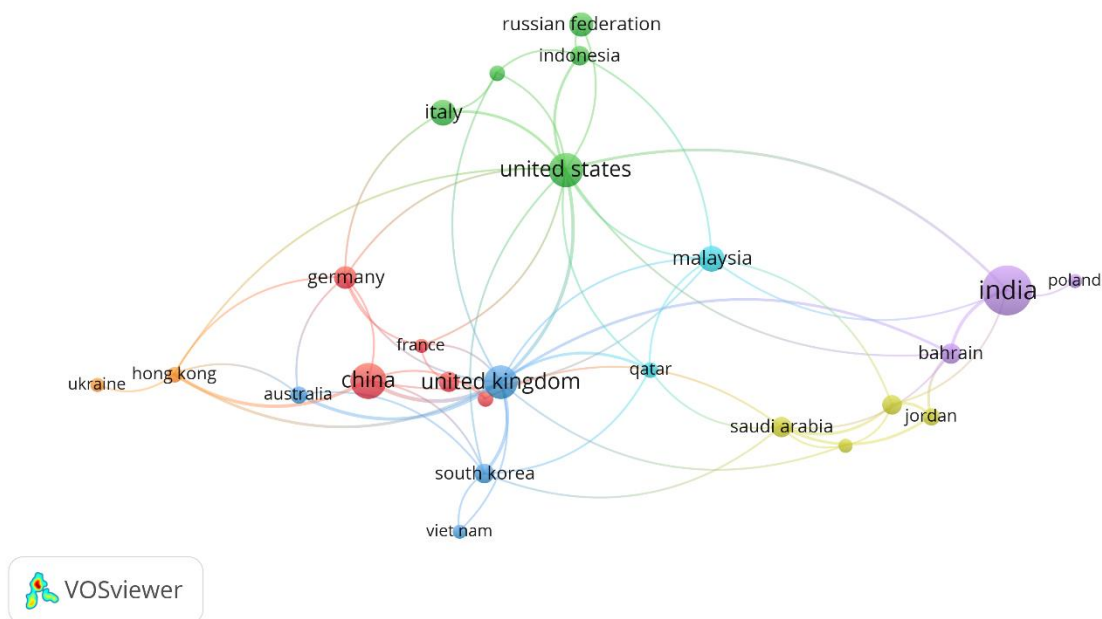 russian federation
indonesia
italy
united states
malaysia
germany
india
poland
france
bahrain
ukraine
hong kong
qatar
china
united kingdom
australia
jordan
saudi arabia
south korea
viet nam
VOSviewer